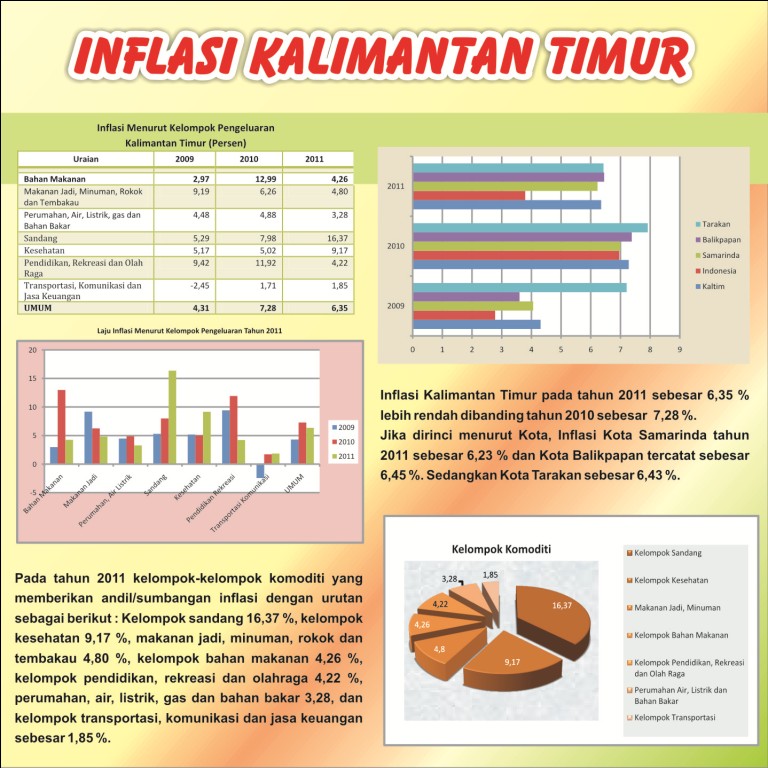 INFLASI KALIMANTAN TIMUR
Inflasi Menurut Kelompok Pengeluaran
Kalimantan Timur (Persen)
Uraian 2009 2010 2011
Bahan Makanan 2,97 12,99 4,26
Makanan Jadi, Minuman, Rokok
dan Tembakau 9,19 6,26 4,80
Perumahan, Air, Listrik, gas dan
Bahan Bakar 4,48 4,88 3,28
Sandang 5,29 7,98 16,37
Kesehatan 5,17 5,02 9,17
Pendidikan, Rekreasi dan Olah
Raga 9,42 11,92 4,22
Transportasi, Komunikasi dan
Jasa Keuangan -2,45 1,71 1,85
UMUM 4,31 7,28 6,35
Laju Inflasi Menurut Kelompok Pengeluaran Tahun 2011
20
15
10
5
0
-5
Bahan Makanan
Makanan Jadi
Perumahan, Air Listrik
Sandang
Kesehatan
Pendidikan Rekreasi
Transportasi Komunikasi
UMUM
2009
2010
2011
Pada tahun 2011 kelompok-kelompok komoditi yang
memberikan andil/sumbangan inflasi dengan urutan
sebagai berikut : Kelompok sandang 16,37 %, kelompok
kesehatan 9,17 %, makanan jadi, minuman, rokok dan
tembakau 4,80 %, kelompok bahan makanan 4,26 %,
kelompok pendidikan, rekreasi dan olahraga 4,22 %,
perumahan, air, listrik, gas dan bahan bakar 3,28, dan
kelompok transportasi, komunikasi dan jasa keuangan
sebesar 1,85 %.
2011
2010
2009
0 1 2 3 4 5 6 7 8 9
Tarakan
Balikpapan
Samarinda
Indonesia
Kaltim
Inflasi Kalimantan Timur pada tahun 2011 sebesar 6,35 %
lebih rendah dibanding tahun 2010 sebesar 7,28 %.
Jika dirinci menurut Kota, Inflasi Kota Samarinda tahun
2011 sebesar 6,23 % dan Kota Balikpapan tercatat sebesar
6,45 %. Sedangkan Kota Tarakan sebesar 6,43 %.
Kelompok Komoditi
16,37
9,17
4,8
4,26
4,22
3,28
1,85
Kelompok Sandang
Kelompok Kesehatan
Makanan Jadi, Minuman
Kelompok Bahan Makanan
Kelompok Pendidikan, Rekreasi
dan Olah Raga
Perumahan Air, Listrik dan
Bahan Bakar
Kelompok Transportasi